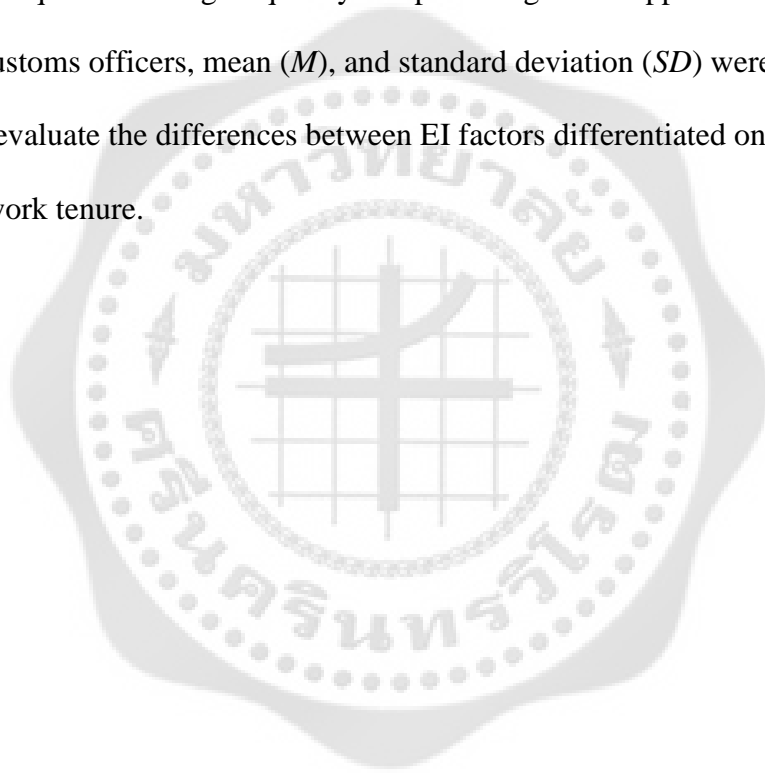 customs officers, mean (M), and standard deviation (SD) were
evaluate the differences between EI factors differentiated on
work tenure.
มหาวิทยาลัย
ศรีนครินทรวิโรฒ